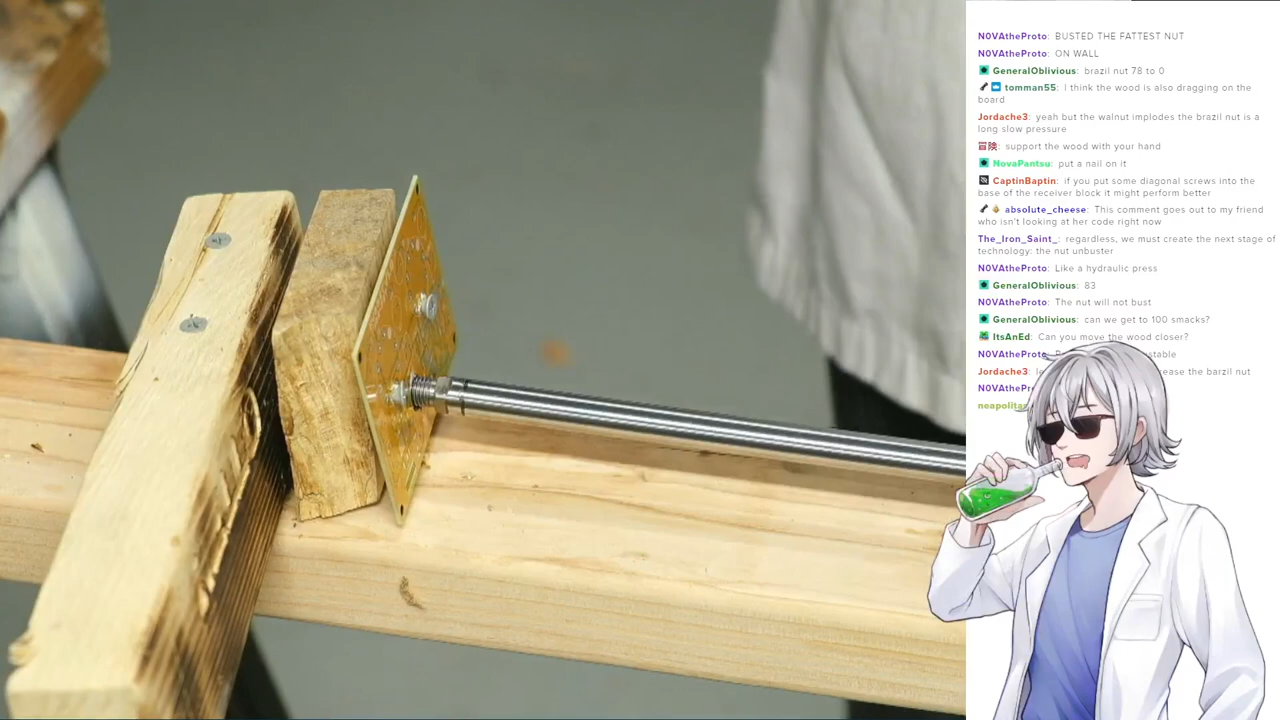 N0VAtheProto: BUSTED THE FATTEST NUT
N0VAtheProto: ON WALL
GeneralOblivious: brazil nut 78 to 0
tomman55: I think the wood is also dragging on the
board
Jordache3: yeah but the walnut implodes the brazil nut is a
long slow pressure
冒険: support the wood with your hand
NovaPantsu: put a nail on it
CaptinBaptin: if you put some diagonal screws into the
base of the receiver block it might perform better
absolute_cheese: This comment goes out to my friend
who isn't looking at her code right now
The_Iron_Saint_: regardless, we must create the next stage of
technology: the nut unbuster
N0VAtheProto: Like a hydraulic press
GeneralOblivious: 83
N0VAtheProto: The nut will not bust
GeneralOblivious: can we get to 100 smacks?
ItsAnEd: Can you move the wood closer?
N0VAtheProto
Jordache3: the barzil nut